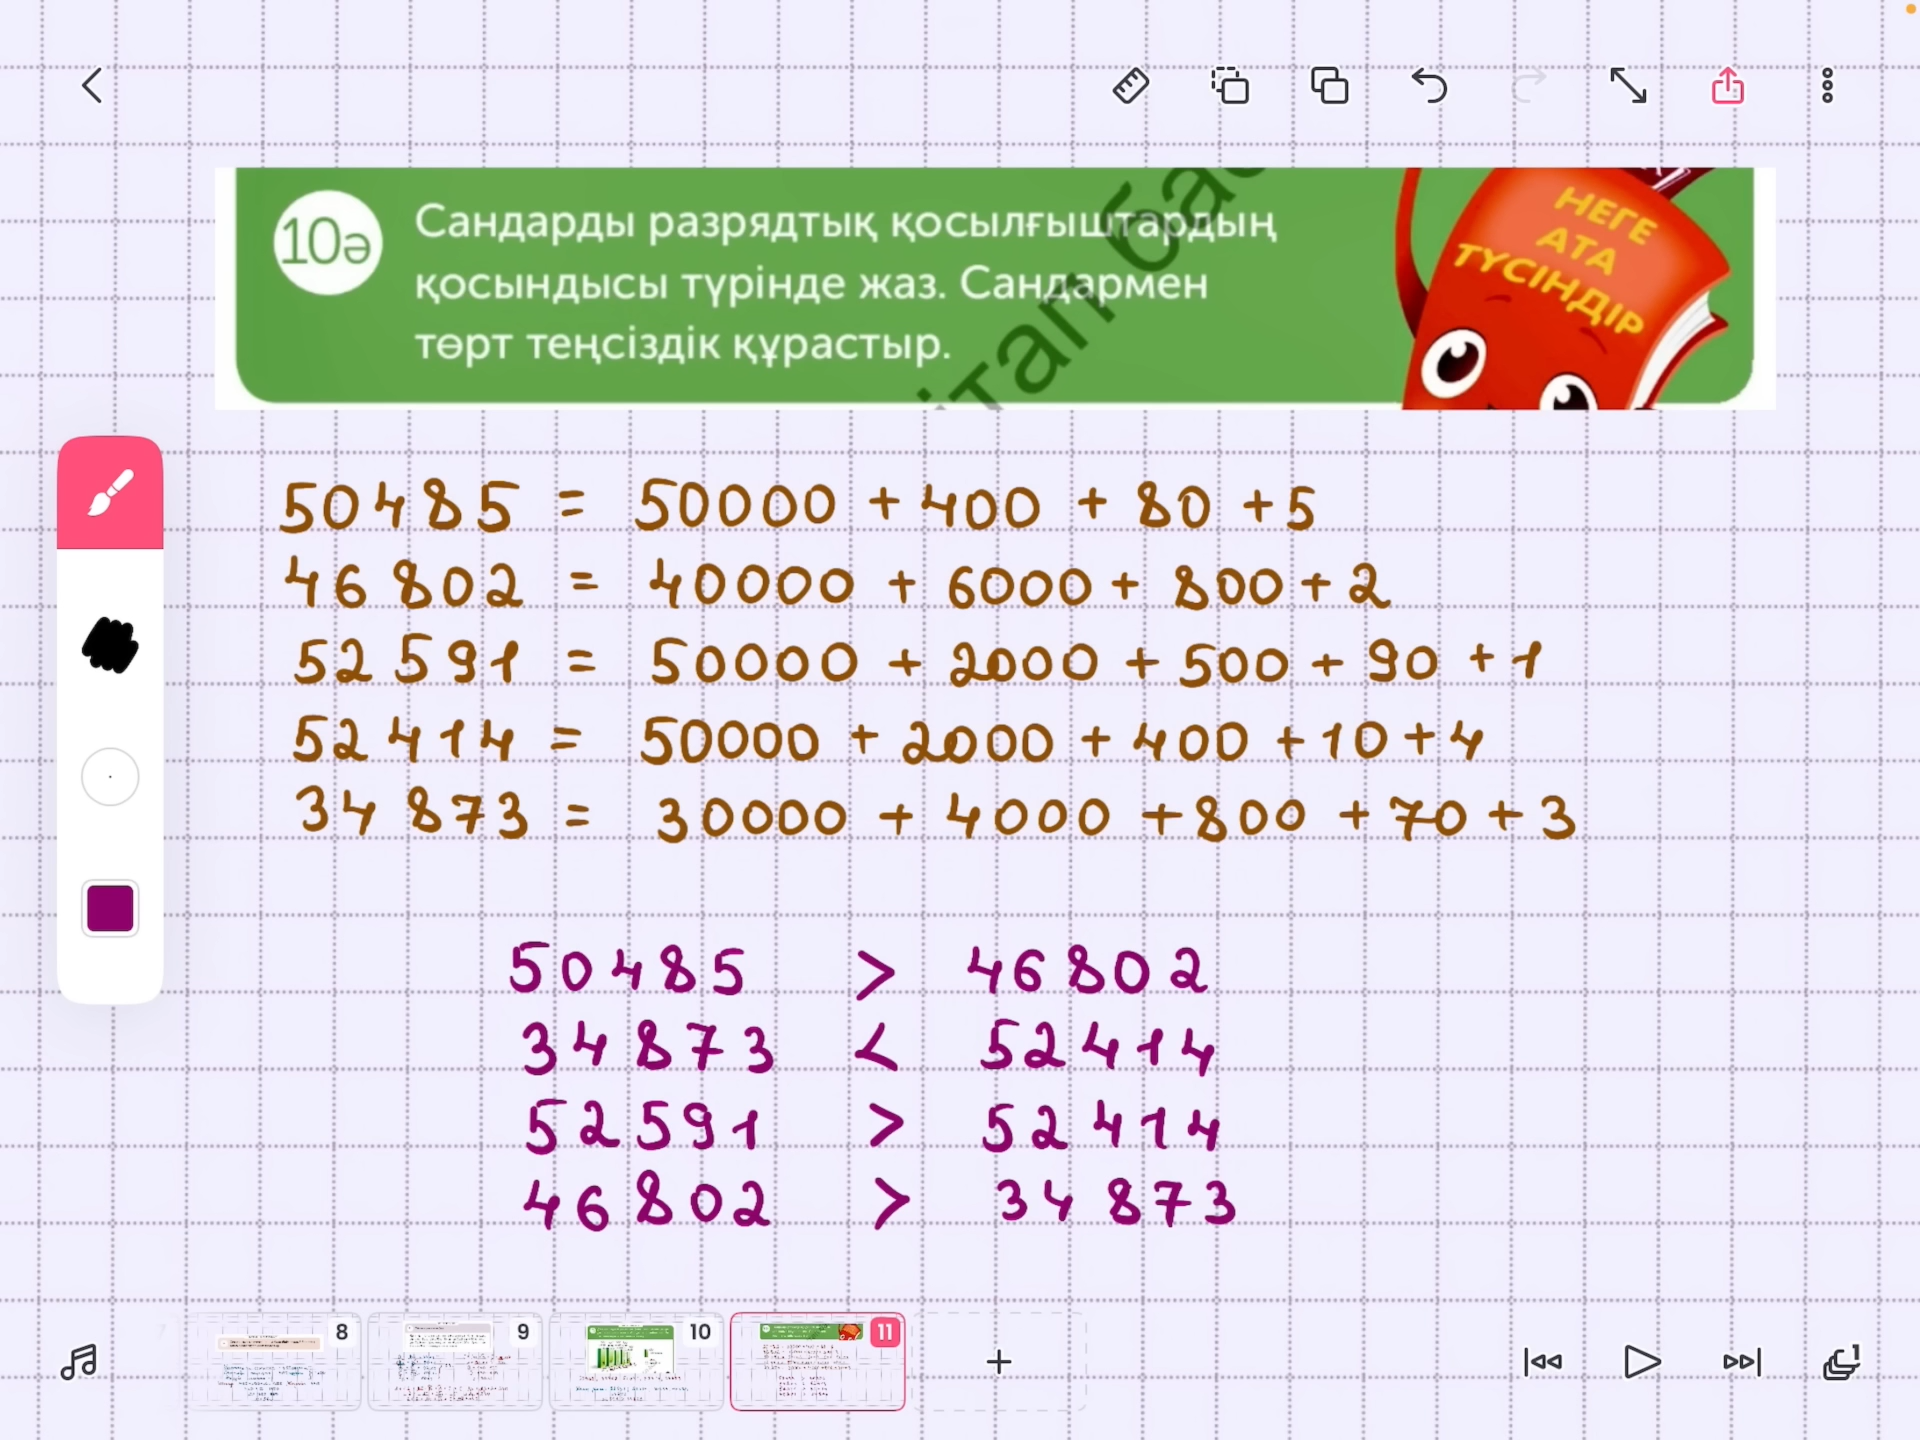 10ә
Сандарды разрядтық қосылғыштардың
қосындысы түрінде жаз. Сандармен
төрт теңсіздік құрастыр.
НЕГЕ
АТА
ТҮСІНДІР
50485 = 50000 + 400 + 80 + 5
46802 = 40000 + 6000 + 800 + 2
52591 = 50000 + 2000 + 500 + 90 + 1
52414 = 50000 + 2000 + 400 + 10 + 4
34873 = 30000 + 4000 + 800 + 70 + 3
50485 > 46802
34873 < 52414
52591 > 52414
46802 > 34873
8
9
10
11
1